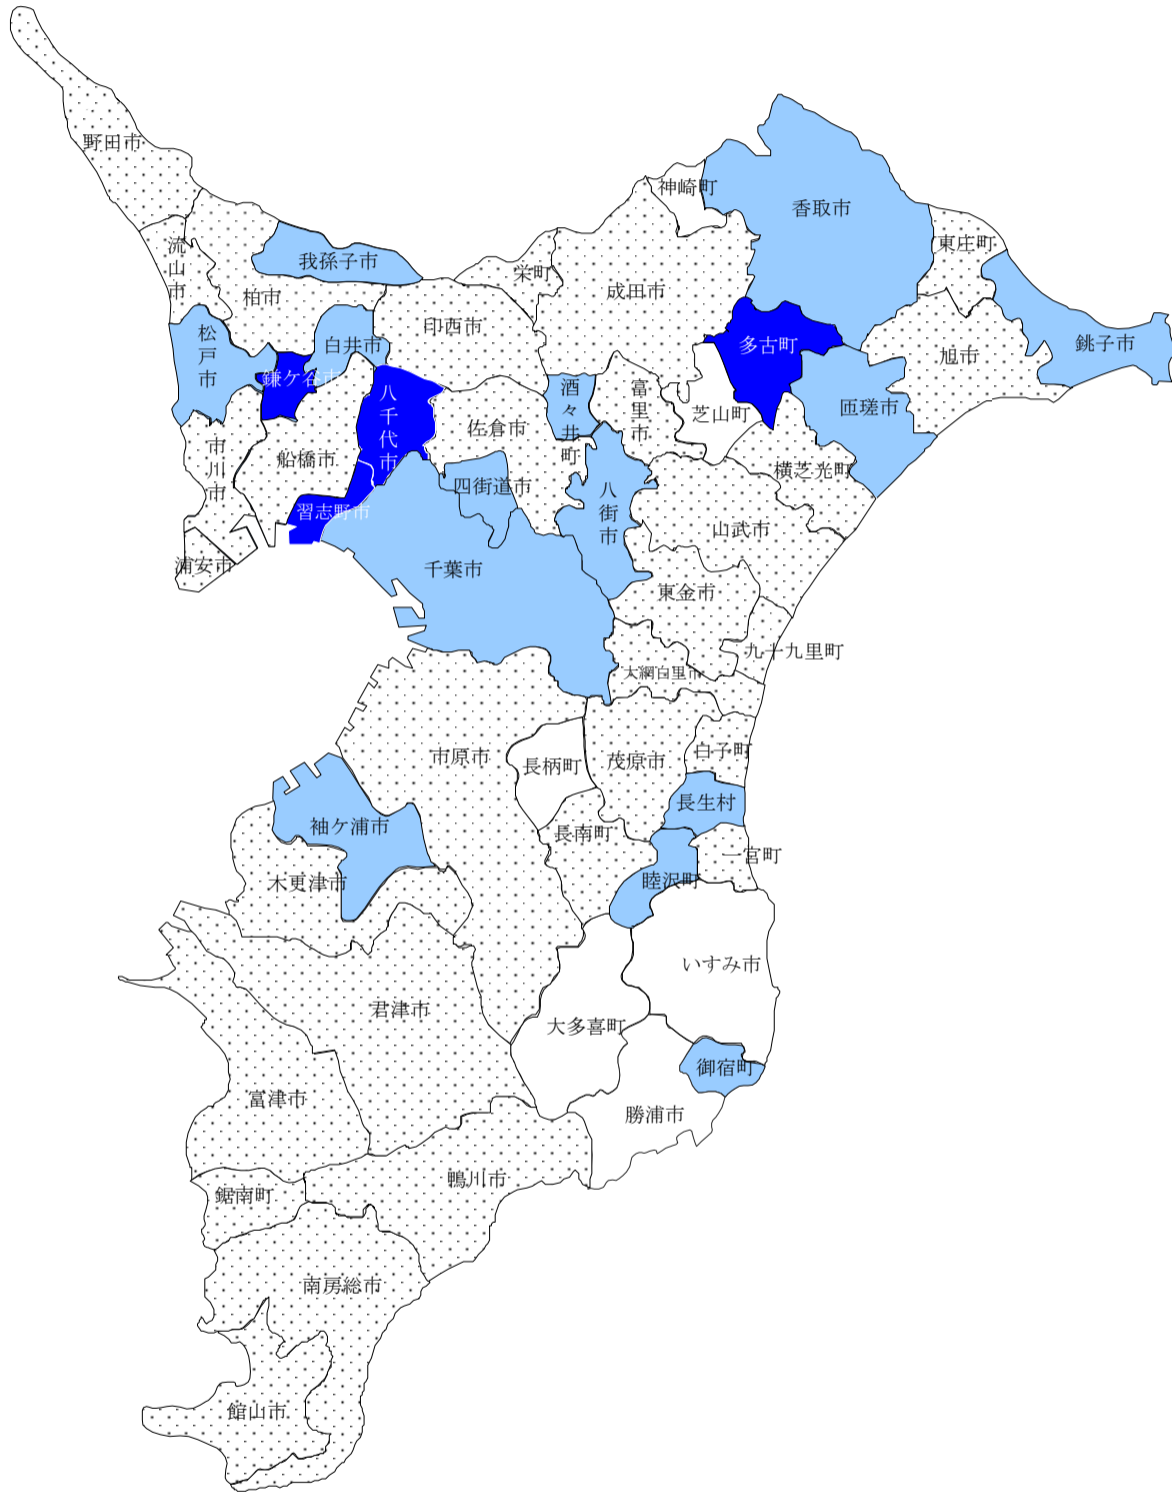 野田市
神崎町
香取市
流山市
東庄町
我孫子市
栄町
柏市
成田市
印西市
松戸市
白井市
多古町
銚子市
旭市
鎌ケ谷市
八千代市
酒々井町
富里市
匝瑳市
芝山町
佐倉市
市川市
船橋市
横芝光町
四街道市
八街市
習志野市
山武市
浦安市
千葉市
東金市
九十九里町
大網白里市
市原市
長柄町
茂原市
白子町
長生村
袖ケ浦市
長南町
一宮町
木更津市
睦沢町
いすみ市
君津市
大多喜町
御宿町
富津市
勝浦市
鴨川市
鋸南町
南房総市
館山市